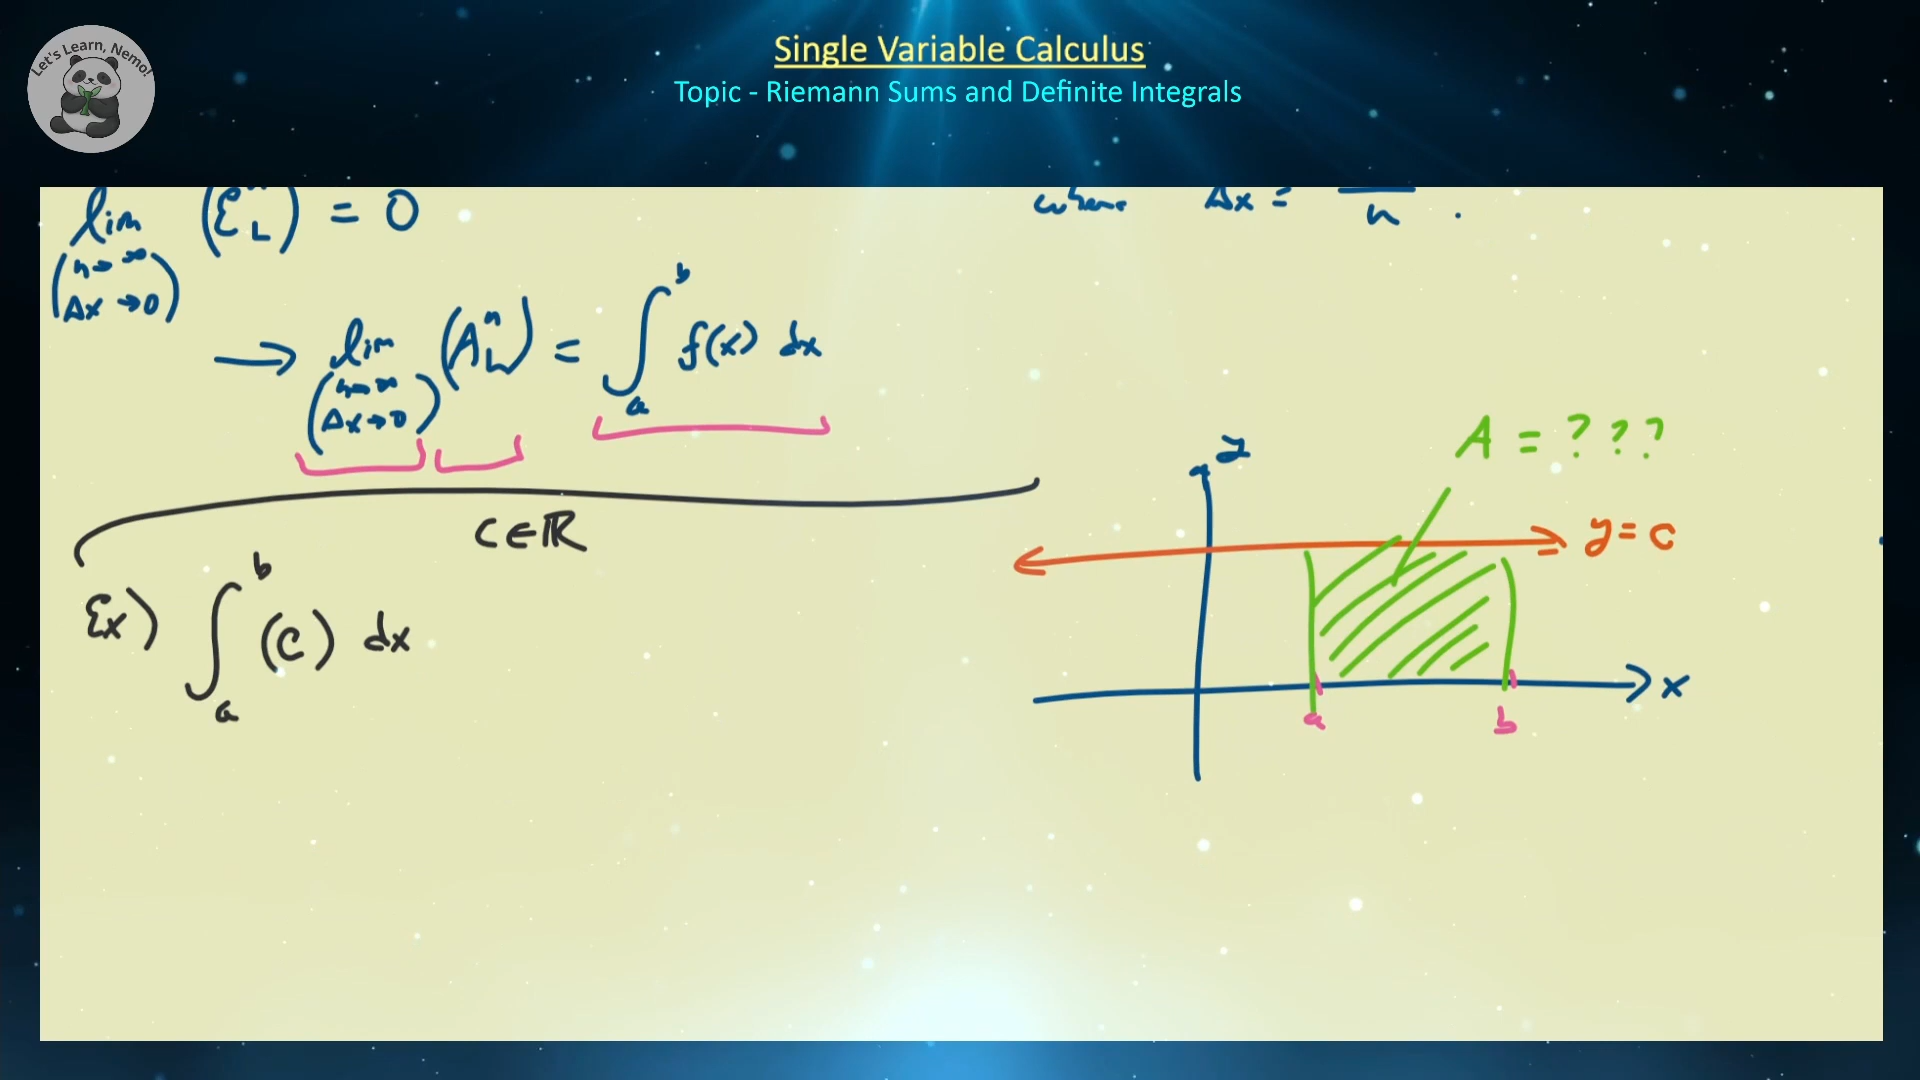 Let's Learn, Nemo!
Single Variable Calculus
Topic - Riemann Sums and Definite Integrals
lim (n→∞ Δx→0) (ε_L) = 0
where Δx = n .
→ lim (n→∞ Δx→0) (A_L^n) = ∫_a^b f(x) dx
A = ? ? ?
y
C ∈ ℝ
y = c
Ex) ∫_a^b (C) dx
x
a b